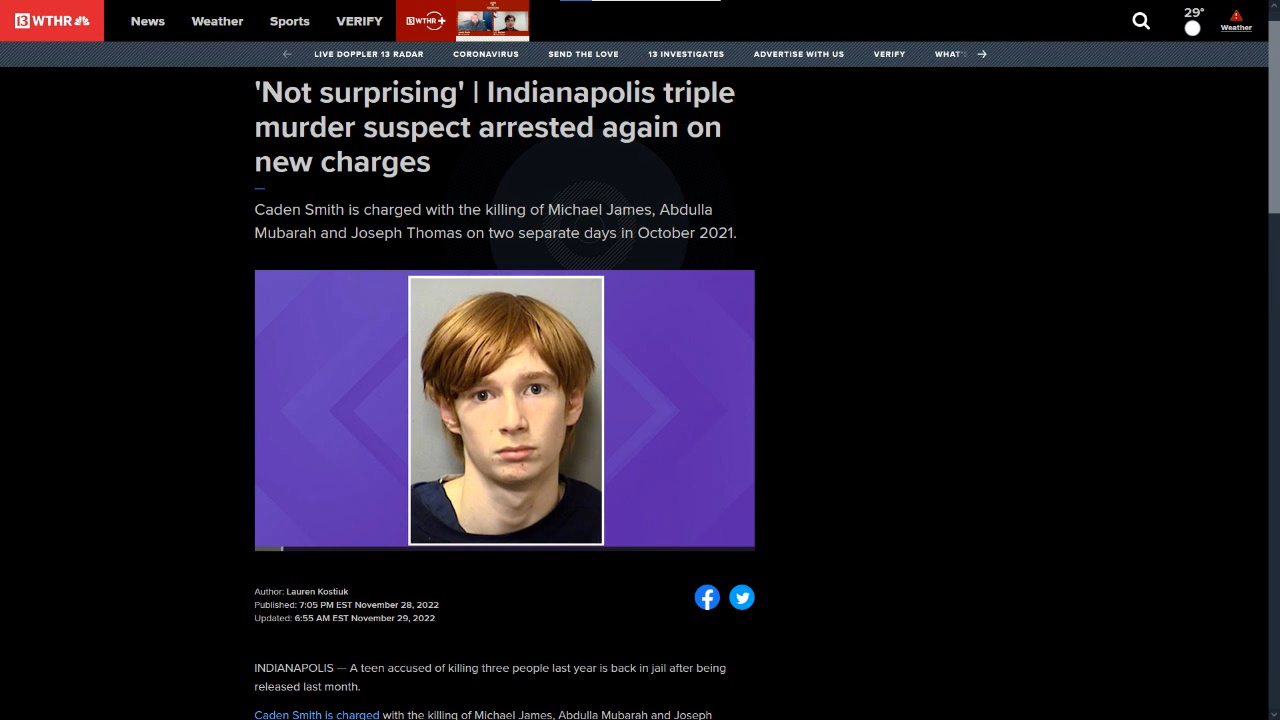 13 WTHR
News
Weather
Sports
VERIFY
13 WTHR +
29°
Weather
LIVE DOPPLER 13 RADAR
CORONAVIRUS
SEND THE LOVE
13 INVESTIGATES
ADVERTISE WITH US
VERIFY
WHAT'
'Not surprising' | Indianapolis triple
murder suspect arrested again on
new charges
Caden Smith is charged with the killing of Michael James, Abdulla
Mubarah and Joseph Thomas on two separate days in October 2021.
Author: Lauren Kostiuk
Published: 7:05 PM EST November 28, 2022
Updated: 6:55 AM EST November 29, 2022
INDIANAPOLIS — A teen accused of killing three people last year is back in jail after being
released last month.
Caden Smith is charged with the killing of Michael James, Abdulla Mubarah and Joseph